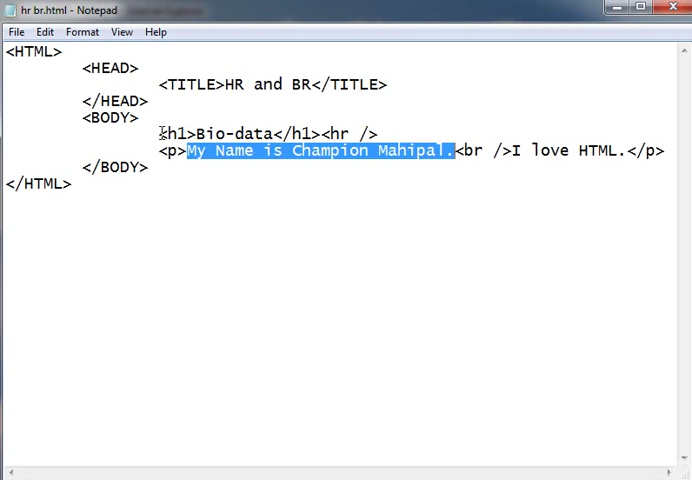 hr br.html - Notepad
File Edit Format View Help
<HTML>
<HEAD>
<TITLE>HR and BR</TITLE>
</HEAD>
<BODY>
<h1>Bio-data</h1><hr />
<p>My Name is Champion Mahipal.<br />I love HTML.</p>
</BODY>
</HTML>